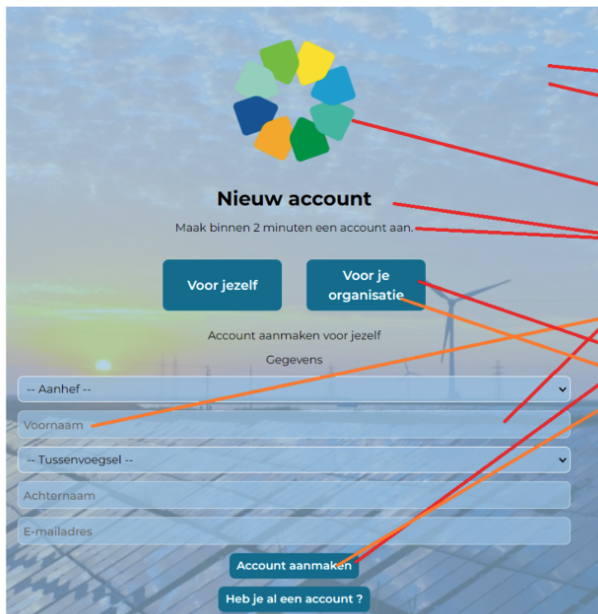 Nieuw account
Maak binnen 2 minuten een account aan.
Voor jezelf
Voor je
organisatie
Account aanmaken voor jezelf
Gegevens
-- Aanhef --
Voornaam
-- Tussenvoegsel --
Achternaam
E-mailadres
Account aanmaken
Heb je al een account ?